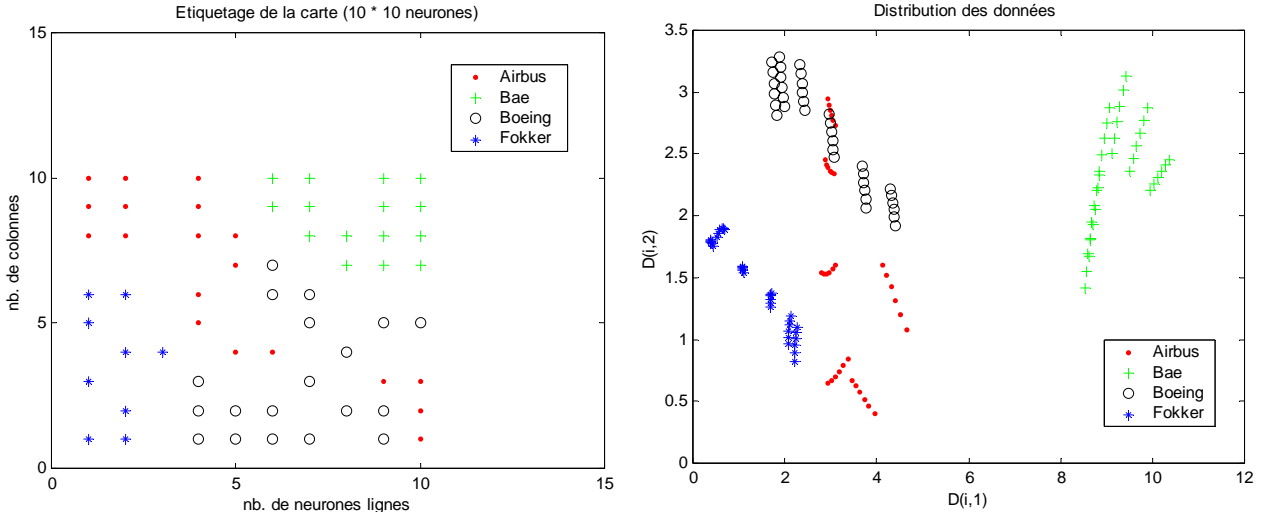 Etiquetage de la carte (10 * 10 neurones)
15
10
5
0
0
5
10
15
nb. de colonnes
nb. de neurones lignes
Airbus
Bae
Boeing
Fokker
Distribution des données
3.5
3
2.5
2
1.5
1
0.5
0
0
2
4
6
8
10
12
D(i,2)
D(i,1)
Airbus
Bae
Boeing
Fokker